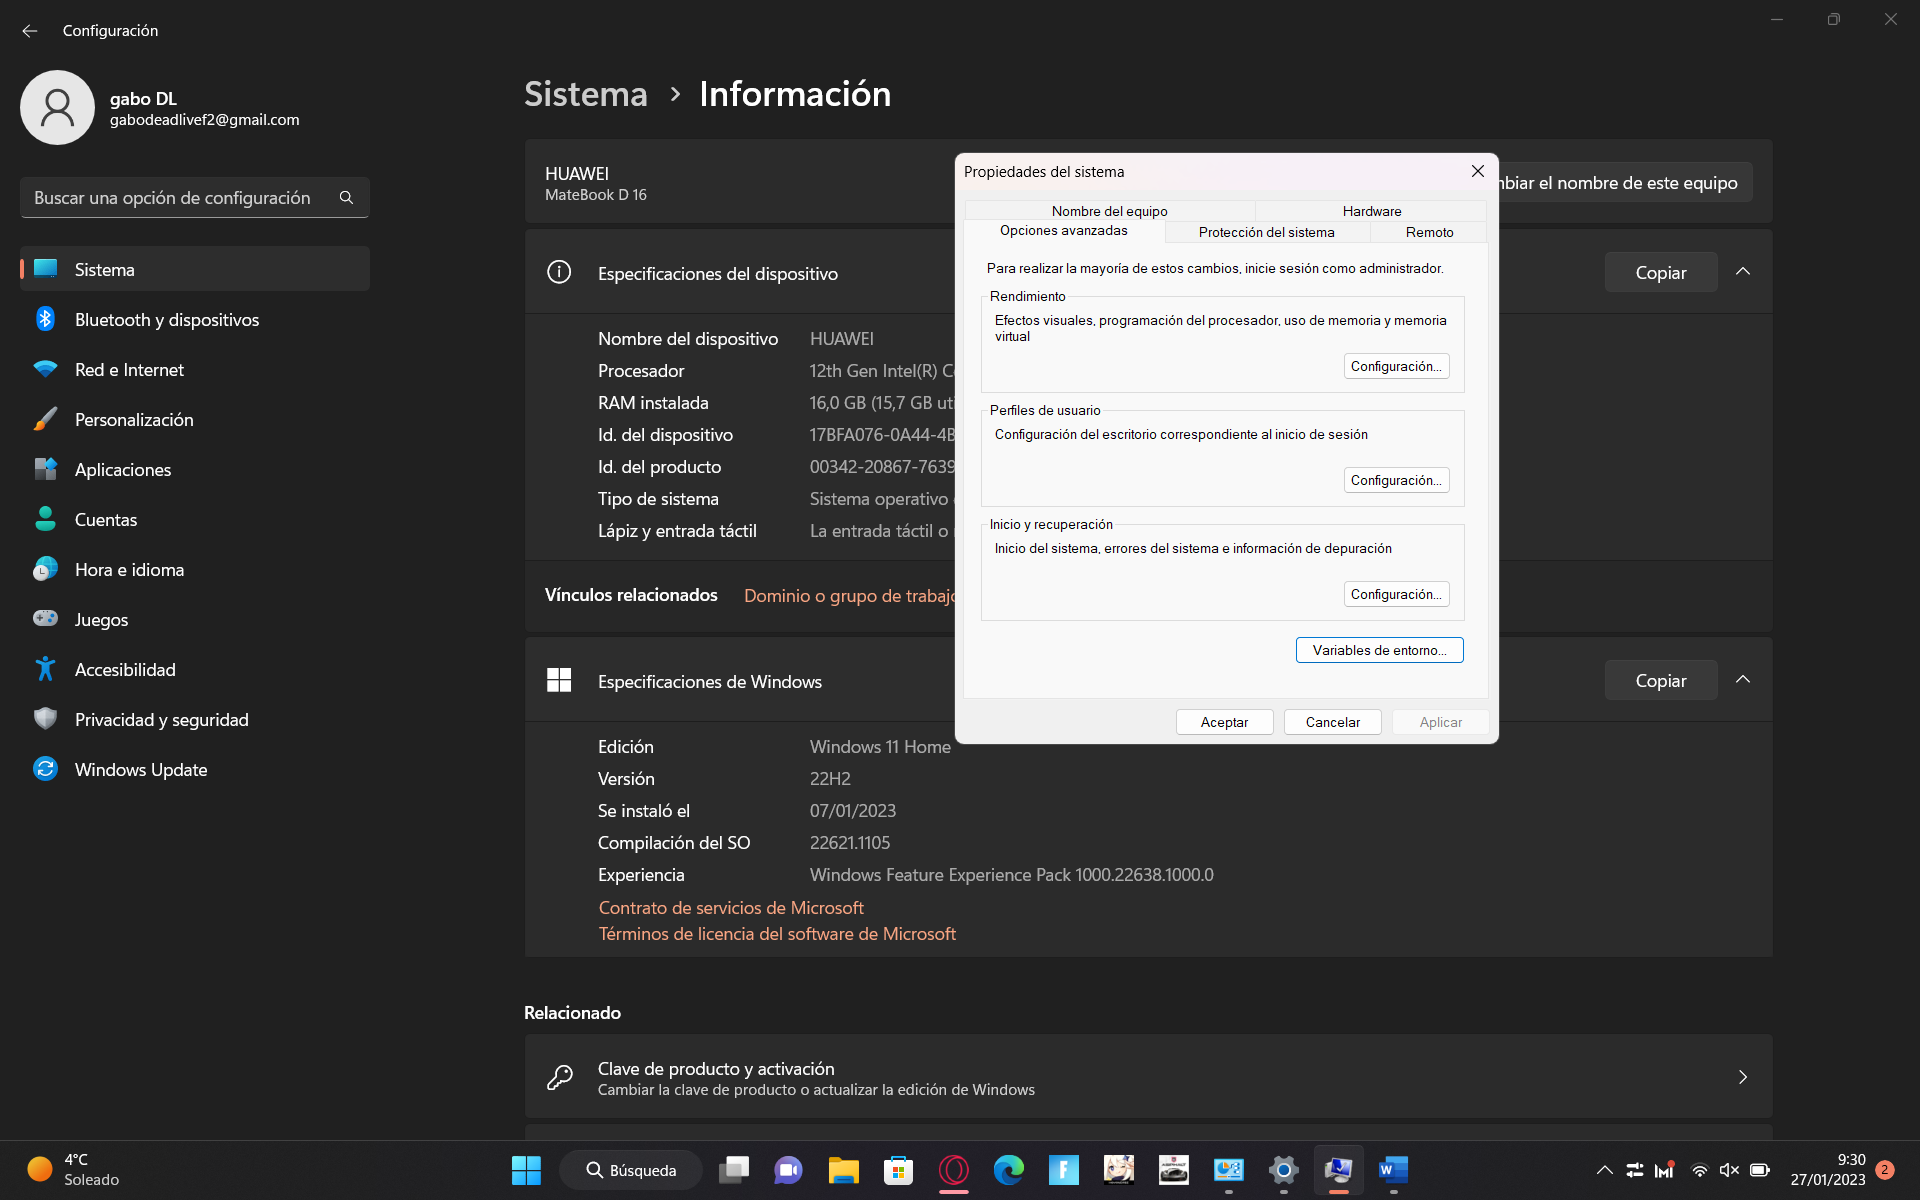 Configuración
gabo DL
gabodeadlivef2@gmail.com
Buscar una opción de configuración
Sistema
Bluetooth y dispositivos
Red e Internet
Personalización
Aplicaciones
Cuentas
Hora e idioma
Juegos
Accesibilidad
Privacidad y seguridad
Windows Update
Sistema > Información
HUAWEI
MateBook D 16
biar el nombre de este equipo
Especificaciones del dispositivo
Copiar
Nombre del dispositivo HUAWEI
Procesador 12th Gen Intel(R)
RAM instalada 16,0 GB (15,7 GB
Id. del dispositivo 17BFA076-0A44-4B
Id. del producto 00342-20867-7639
Tipo de sistema Sistema operativo
Lápiz y entrada táctil La entrada táctil o
Vínculos relacionados Dominio o grupo de trabajo
Especificaciones de Windows
Copiar
Edición Windows 11 Home
Versión 22H2
Se instaló el 07/01/2023
Compilación del SO 22621.1105
Experiencia Windows Feature Experience Pack 1000.22638.1000.0
Contrato de servicios de Microsoft
Términos de licencia del software de Microsoft
Relacionado
Clave de producto y activación
Cambiar la clave de producto o actualizar la edición de Windows
Propiedades del sistema
Nombre del equipo Hardware
Opciones avanzadas Protección del sistema Remoto
Para realizar la mayoría de estos cambios, inicie sesión como administrador.
Rendimiento
Efectos visuales, programación del procesador, uso de memoria y memoria
virtual
Configuración...
Perfiles de usuario
Configuración del escritorio correspondiente al inicio de sesión
Configuración...
Inicio y recuperación
Inicio del sistema, errores del sistema e información de depuración
Configuración...
Variables de entorno...
Aceptar Cancelar Aplicar
4°C
Soleado
Búsqueda
9:30
27/01/2023
2